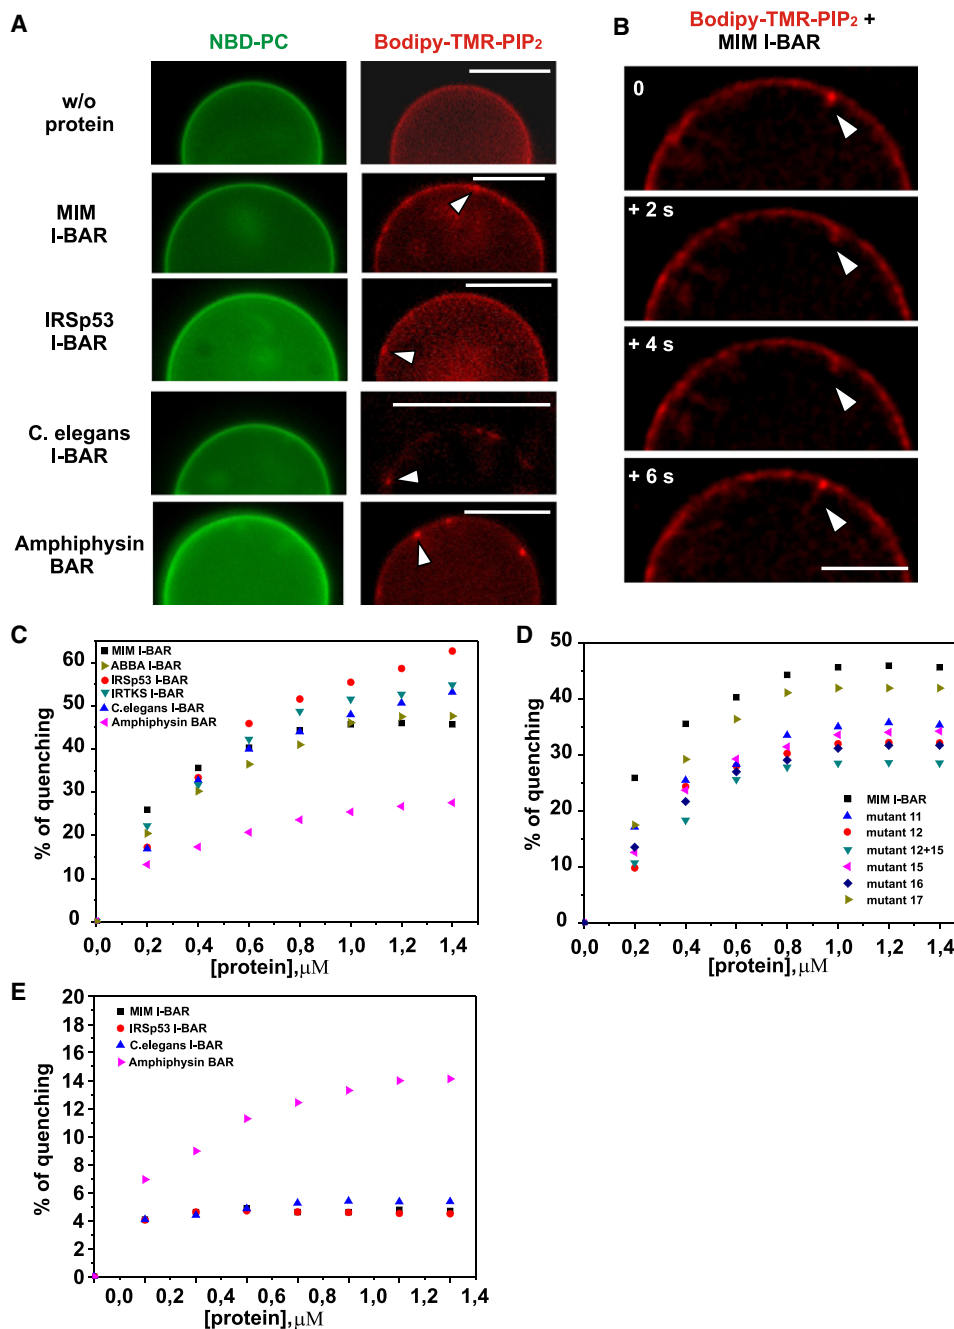 A
NBD-PC
Bodipy-TMR-PIP2
w/o
protein
MIM
I-BAR
IRSp53
I-BAR
C. elegans
I-BAR
Amphiphysin
BAR
B
Bodipy-TMR-PIP2 +
MIM I-BAR
0
+ 2 s
+ 4 s
+ 6 s
C
% of quenching
60
50
40
30
20
10
0
MIM I-BAR
ABBA I-BAR
IRSp53 I-BAR
IRTKS I-BAR
C.elegans I-BAR
Amphiphysin BAR
0,0 0,2 0,4 0,6 0,8 1,0 1,2 1,4
[protein],μM
D
% of quenching
50
40
30
20
10
0
MIM I-BAR
mutant 11
mutant 12
mutant 12+15
mutant 15
mutant 16
mutant 17
0,0 0,2 0,4 0,6 0,8 1,0 1,2 1,4
[protein],μM
E
% of quenching
20
18
16
14
12
10
8
6
4
2
0
MIM I-BAR
IRSp53 I-BAR
C.elegans I-BAR
Amphiphysin BAR
0,0 0,2 0,4 0,6 0,8 1,0 1,2 1,4
[protein],μM